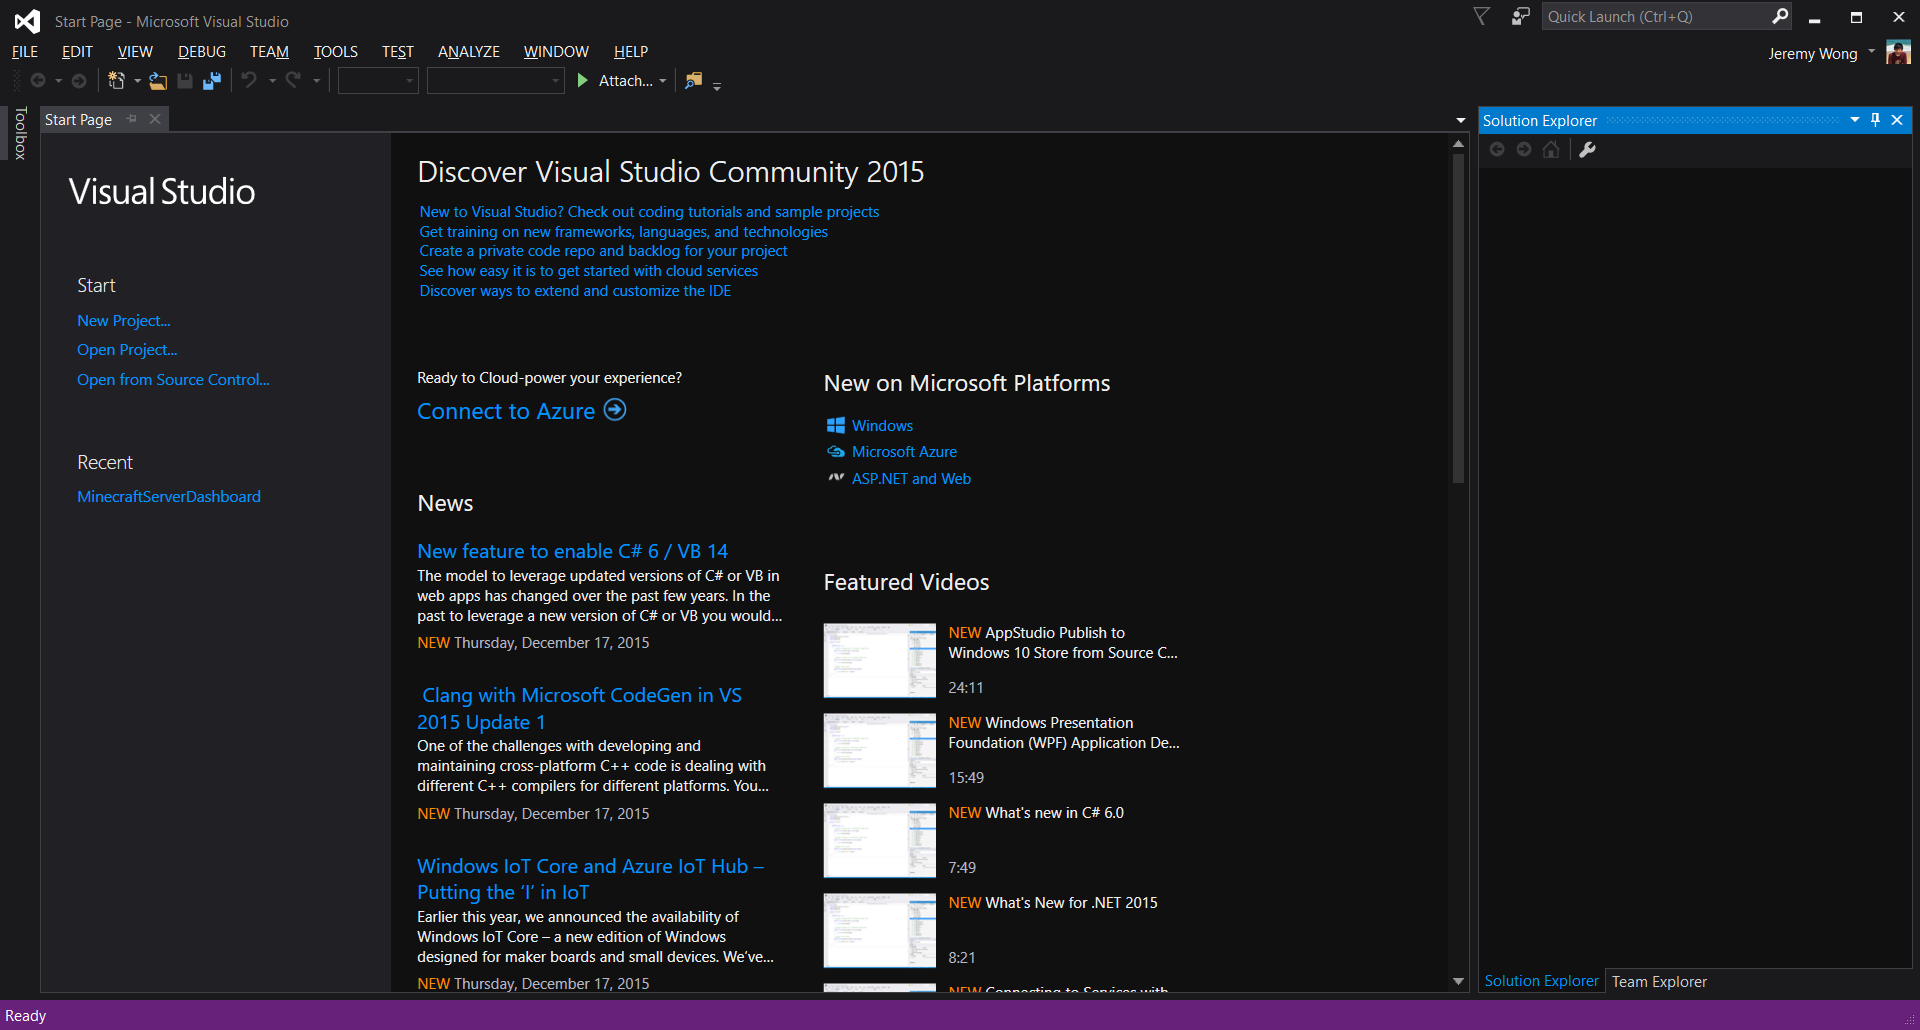 Start Page - Microsoft Visual Studio
Quick Launch (Ctrl+Q)
FILE EDIT VIEW DEBUG TEAM TOOLS TEST ANALYZE WINDOW HELP
Jeremy Wong
Attach...
Toolbox
Start Page
Visual Studio
Start
New Project...
Open Project...
Open from Source Control...
Recent
MinecraftServerDashboard
Discover Visual Studio Community 2015
New to Visual Studio? Check out coding tutorials and sample projects
Get training on new frameworks, languages, and technologies
Create a private code repo and backlog for your project
See how easy it is to get started with cloud services
Discover ways to extend and customize the IDE
Ready to Cloud-power your experience?
Connect to Azure
News
New feature to enable C# 6 / VB 14
The model to leverage updated versions of C# or VB in
web apps has changed over the past few years. In the
past to leverage a new version of C# or VB you would...
NEW Thursday, December 17, 2015
Clang with Microsoft CodeGen in VS
2015 Update 1
One of the challenges with developing and
maintaining cross-platform C++ code is dealing with
different C++ compilers for different platforms. You...
NEW Thursday, December 17, 2015
Windows IoT Core and Azure IoT Hub –
Putting the ‘I’ in IoT
Earlier this year, we announced the availability of
Windows IoT Core – a new edition of Windows
designed for maker boards and small devices. We’ve...
NEW Thursday, December 17, 2015
New on Microsoft Platforms
Windows
Microsoft Azure
ASP.NET and Web
Featured Videos
NEW AppStudio Publish to
Windows 10 Store from Source C...
24:11
NEW Windows Presentation
Foundation (WPF) Application De...
15:49
NEW What's new in C# 6.0
7:49
NEW What's New for .NET 2015
8:21
NEW Connecting to Services with
Solution Explorer
Solution Explorer
Team Explorer
Ready